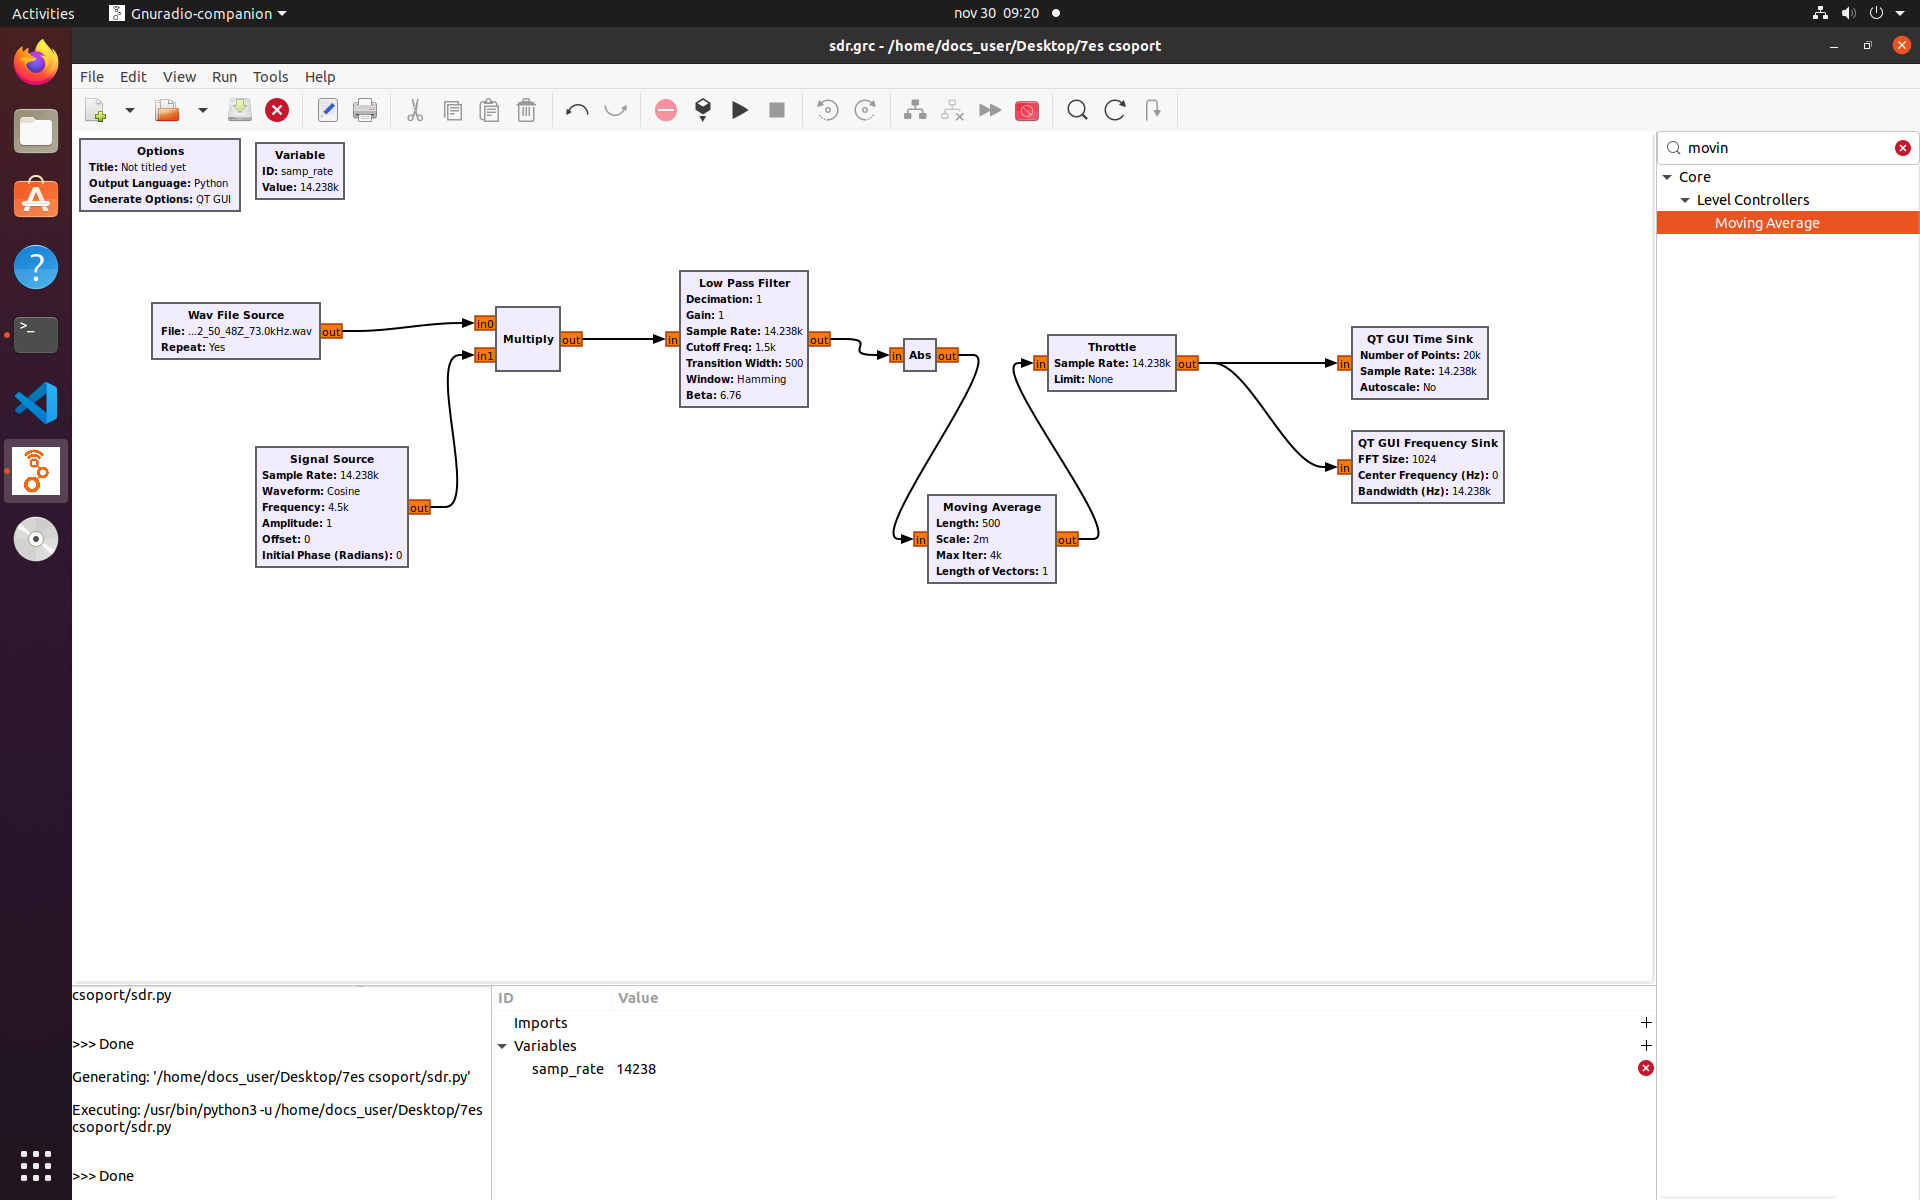 Activities
Gnuradio-companion
nov 30 09:20
sdr.grc - /home/docs_user/Desktop/7es csoport
File Edit View Run Tools Help
Options
Title: Not titled yet
Output Language: Python
Generate Options: QT GUI
Variable
ID: samp_rate
Value: 14.238k
Wav File Source
File: ...2_50_48Z_73.0kHz.wav
Repeat: Yes
out
Signal Source
Sample Rate: 14.238k
Waveform: Cosine
Frequency: 4.5k
Amplitude: 1
Offset: 0
Initial Phase (Radians): 0
out
in0
in1
Multiply
out
Low Pass Filter
Decimation: 1
Gain: 1
Sample Rate: 14.238k
Cutoff Freq: 1.5k
Transition Width: 500
Window: Hamming
Beta: 6.76
in
out
in
Abs
out
Moving Average
Length: 500
Scale: 2m
Max Iter: 4k
Length of Vectors: 1
in
out
Throttle
Sample Rate: 14.238k
Limit: None
in
out
QT GUI Time Sink
Number of Points: 20k
Sample Rate: 14.238k
Autoscale: No
in
QT GUI Frequency Sink
FFT Size: 1024
Center Frequency (Hz): 0
Bandwidth (Hz): 14.238k
in
movin
Core
Level Controllers
Moving Average
csoport/sdr.py
>>> Done
Generating: '/home/docs_user/Desktop/7es csoport/sdr.py'
Executing: /usr/bin/python3 -u /home/docs_user/Desktop/7es
csoport/sdr.py
>>> Done
ID Value
Imports
Variables
samp_rate 14238